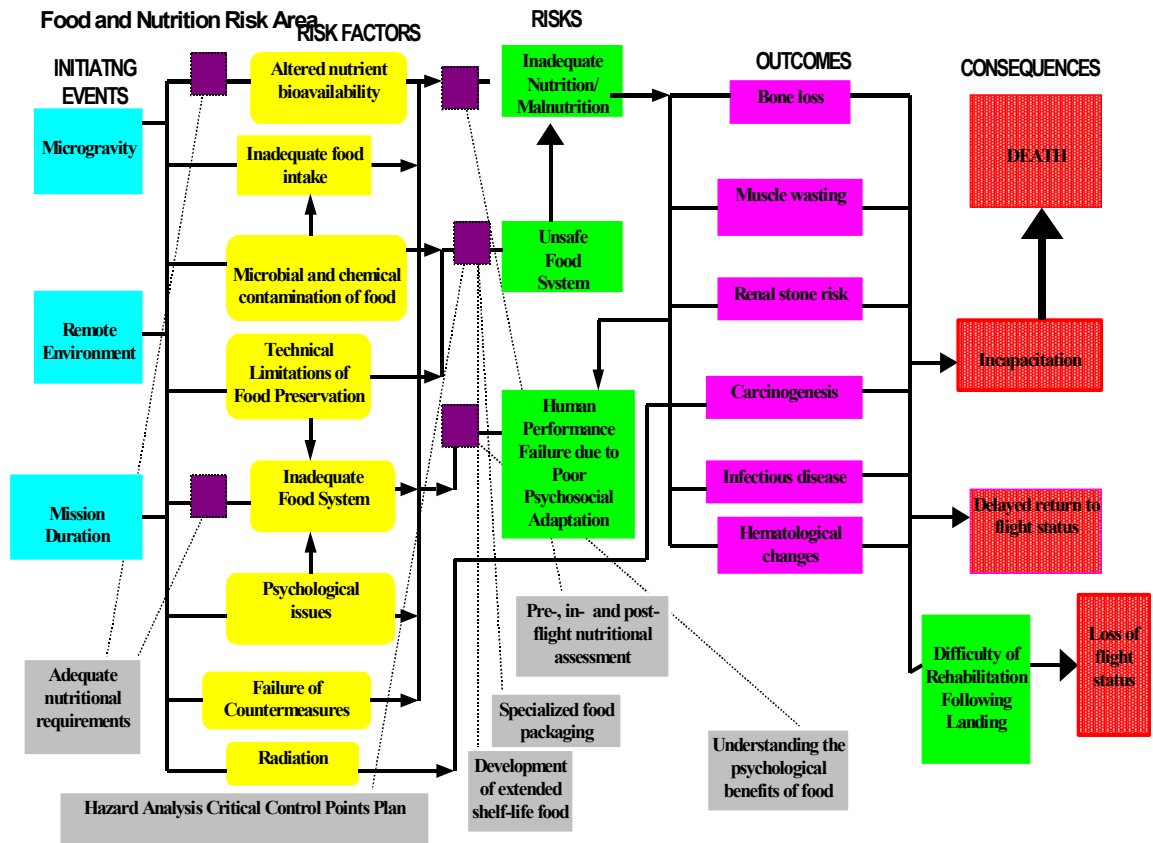 Food and Nutrition Risk Area
INITIATNG
EVENTS
Microgravity
Remote
Environment
Mission
Duration
Adequate
nutritional
requirements
RISK FACTORS
Altered nutrient
bioavailability
Inadequate food
intake
Microbial and chemical
contamination of food
Technical
Limitations of
Food Preservation
Inadequate
Food System
Psychological
issues
Failure of
Countermeasures
Radiation
Hazard Analysis Critical Control Points Plan
RISKS
Inadequate
Nutrition/
Malnutrition
Unsafe
Food
System
Human
Performance
Failure due to
Poor
Psychosocial
Adaptation
Pre-, in- and post-
flight nutritional
assessment
Specialized food
packaging
Development
of extended
shelf-life food
OUTCOMES
Bone loss
Muscle wasting
Renal stone risk
Carcinogenesis
Infectious disease
Hematological
changes
Understanding the
psychological
benefits of food
CONSEQUENCES
DEATH
Incapacitation
Delayed return to
flight status
Difficulty of
Rehabilitation
Following
Landing
Loss of
flight
status